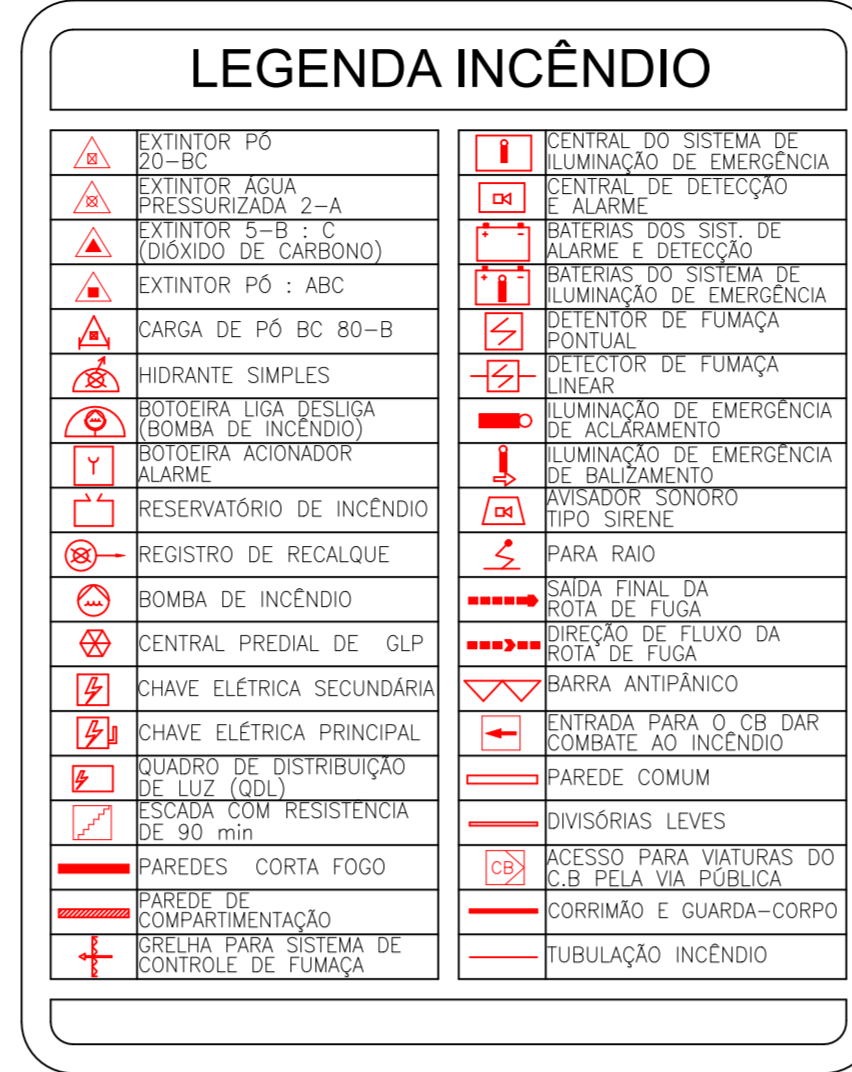 LEGENDA INCÊNDIO
EXTINTOR PÓ
20-BC
EXTINTOR ÁGUA
PRESSURIZADA 2-A
EXTINTOR 5-B : C
(DIÓXIDO DE CARBONO)
EXTINTOR PÓ : ABC
CARGA DE PÓ BC 80-B
HIDRANTE SIMPLES
BOTOEIRA LIGA DESLIGA
(BOMBA DE INCÊNDIO)
BOTOEIRA ACIONADOR
ALARME
RESERVATÓRIO DE INCÊNDIO
REGISTRO DE RECALQUE
BOMBA DE INCÊNDIO
CENTRAL PREDIAL DE GLP
CHAVE ELÉTRICA SECUNDÁRIA
CHAVE ELÉTRICA PRINCIPAL
QUADRO DE DISTRIBUIÇÃO
DE LUZ (QDL)
ESCADA COM RESISTÊNCIA
DE 90 min
PAREDES CORTA FOGO
PAREDE DE
COMPARTIMENTAÇÃO
GRELHA PARA SISTEMA DE
CONTROLE DE FUMAÇA
CENTRAL DO SISTEMA DE
ILUMINAÇÃO DE EMERGÊNCIA
CENTRAL DE DETECÇÃO
E ALARME
BATERIAS DOS SIST. DE
ALARME E DETECÇÃO
BATERIAS DO SISTEMA DE
ILUMINAÇÃO DE EMERGÊNCIA
DETENTOR DE FUMAÇA
PONTUAL
DETECTOR DE FUMAÇA
LINEAR
ILUMINAÇÃO DE EMERGÊNCIA
DE ACLARAMENTO
ILUMINAÇÃO DE EMERGÊNCIA
DE BALIZAMENTO
AVISADOR SONORO
TIPO SIRENE
PARA RAIO
SAÍDA FINAL DA
ROTA DE FUGA
DIREÇÃO DE FLUXO DA
ROTA DE FUGA
BARRA ANTIPÂNICO
ENTRADA PARA O CB DAR
COMBATE AO INCÊNDIO
PAREDE COMUM
DIVISÓRIAS LEVES
CB
ACESSO PARA VIATURAS DO
C.B PELA VIA PÚBLICA
CORRIMÃO E GUARDA-CORPO
TUBULAÇÃO INCÊNDIO